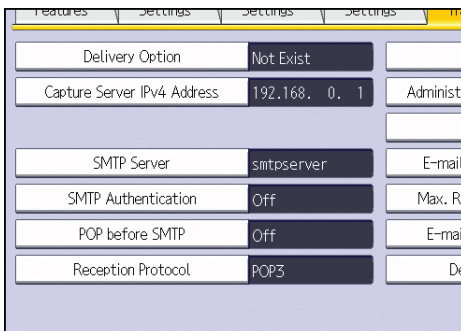 Features Settings Settings Settings
Delivery Option Not Exist
Capture Server IPv4 Address 192.168. 0. 1 Administ
SMTP Server smtpserver E-mail
SMTP Authentication Off Max. R
POP before SMTP Off E-mai
Reception Protocol POP3 De